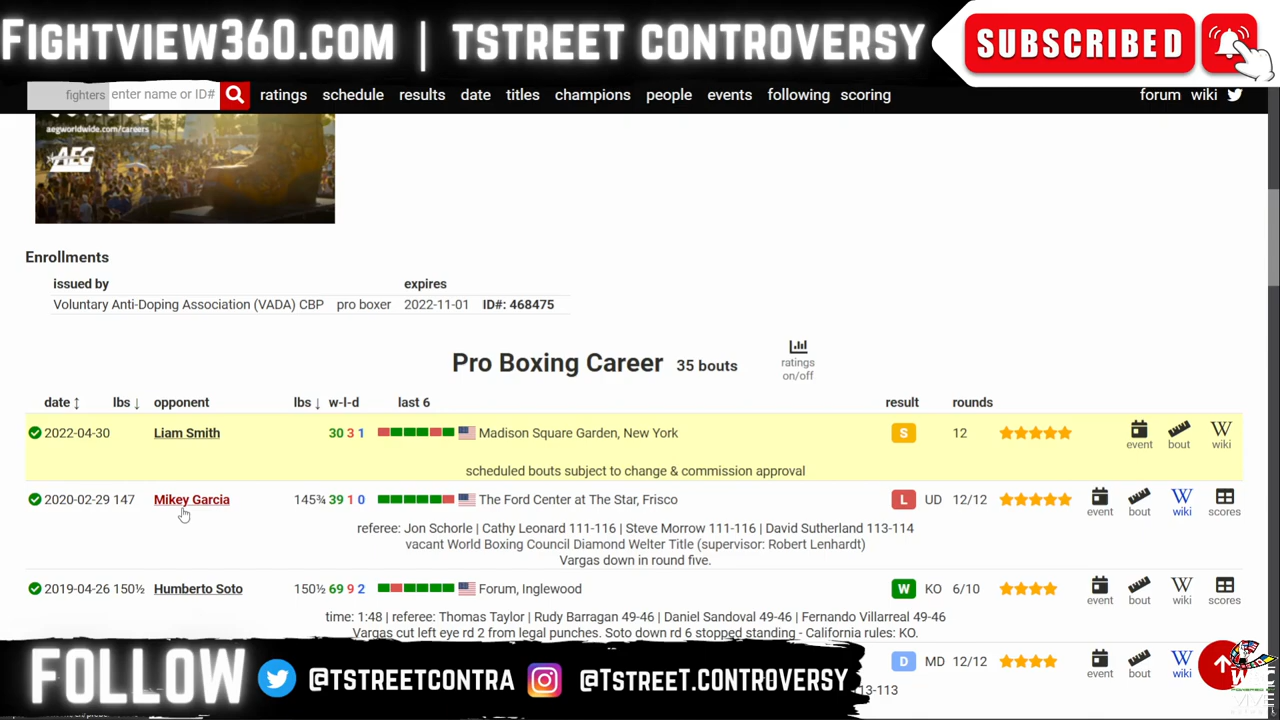 FIGHTVIEW360.COM | TSTREET CONTROVERSY
SUBSCRIBED
fighters enter name or ID# ratings schedule results date titles champions people events following scoring forum wiki
aegworldwide.com/careers
AEG
Enrollments
issued by expires
Voluntary Anti-Doping Association (VADA) CBP pro boxer 2022-11-01 ID#: 468475
Pro Boxing Career 35 bouts
ratings
on/off
date ↕ lbs ↓ opponent lbs ↓ w-l-d last 6 result rounds
2022-04-30 Liam Smith 30 3 1 Madison Square Garden, New York S 12 event bout W wiki
scheduled bouts subject to change & commission approval
2020-02-29 147 Mikey Garcia 145¾ 39 1 0 The Ford Center at The Star, Frisco L UD 12/12 event bout W wiki scores
referee: Jon Schorle | Cathy Leonard 111-116 | Steve Morrow 111-116 | David Sutherland 113-114
vacant World Boxing Council Diamond Welter Title (supervisor: Robert Lenhardt)
Vargas down in round five.
2019-04-26 150½ Humberto Soto 150½ 69 9 2 Forum, Inglewood W KO 6/10 event bout W wiki scores
time: 1:48 | referee: Thomas Taylor | Rudy Barragan 49-46 | Daniel Sandoval 49-46 | Fernando Villarreal 49-46
Vargas cut left eye rd 2 from legal punches. Soto down rd 6 stopped standing - California rules: KO.
D MD 12/12 event bout W wiki
13-113
FOLLOW @TSTREETCONTRA @TSTREET.CONTROVERSY